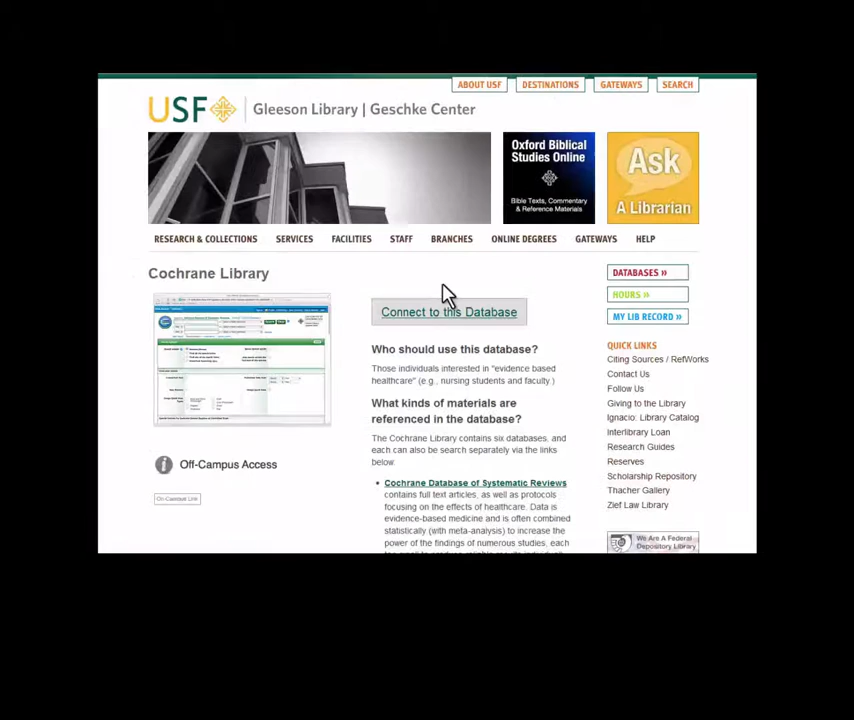 ABOUT USF DESTINATIONS GATEWAYS SEARCH
USF Gleeson Library | Geschke Center
Oxford Biblical
Studies Online
Bible Texts, Commentary
& Reference Materials
Ask
A Librarian
RESEARCH & COLLECTIONS SERVICES FACILITIES STAFF BRANCHES ONLINE DEGREES GATEWAYS HELP
Cochrane Library
Connect to this Database
Who should use this database?
Those individuals interested in "evidence based
healthcare" (e.g., nursing students and faculty.)
What kinds of materials are
referenced in the database?
The Cochrane Library contains six databases, and
each can also be search separately via the links
below.
• Cochrane Database of Systematic Reviews
contains full text articles, as well as protocols
focusing on the effects of healthcare. Data is
evidence-based medicine and is often combined
statistically (with meta-analysis) to increase the
power of the findings of numerous studies, each
Off-Campus Access
Off-Campus Link
DATABASES »
HOURS »
MY LIB RECORD »
QUICK LINKS
Citing Sources / RefWorks
Contact Us
Follow Us
Giving to the Library
Ignacio: Library Catalog
Interlibrary Loan
Research Guides
Reserves
Scholarship Repository
Thacher Gallery
Zief Law Library
We Are A Federal
Depository Library